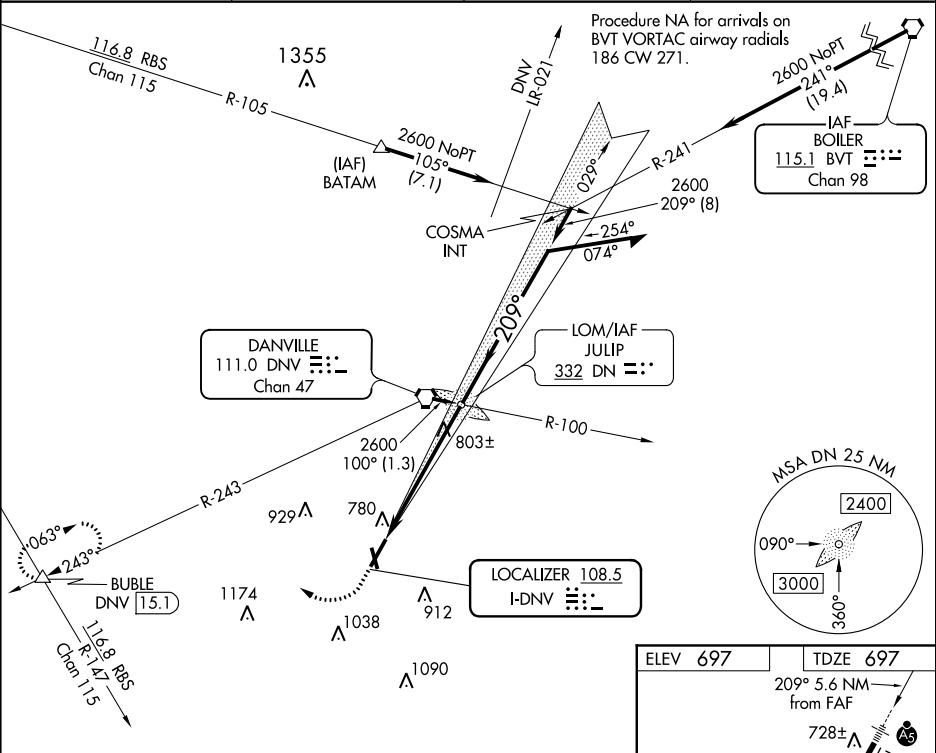 Procedure NA for arrivals on
BVT VORTAC airway radials
186 CW 271.
116.8 RBS
Chan 115
R-105
1355
DNV
LR-021
2600 NoPT
241°
(19.4)
IAF
BOILER
115.1 BVT
Chan 98
(IAF)
BATAM
2600 NoPT
105°
(7.1)
029°
R-241
2600
209° (8)
COSMA
INT
254°
074°
209°
DANVILLE
111.0 DNV
Chan 47
LOM/IAF
JULIP
332 DN
R-100
2600
100° (1.3)
803±
R-243
929
780
063°
243°
BUBLE
DNV 15.1
116.8 RBS
R-147
Chan 115
1174
1038
912
1090
LOCALIZER 108.5
I-DNV
MSA DN 25 NM
2400
090°
3000
360°
ELEV 697
TDZE 697
209° 5.6 NM
from FAF
728±
A5